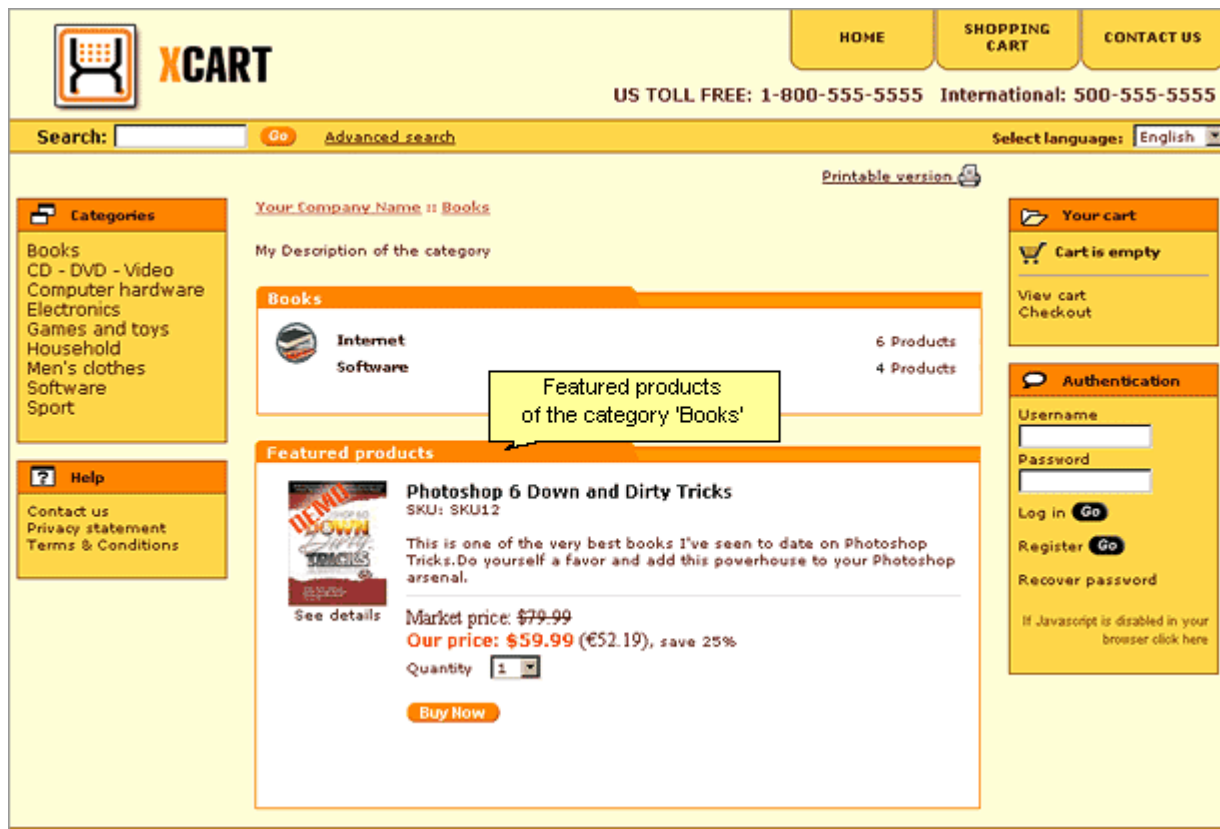 HOME
SHOPPING
CART
CONTACT US
XCART
US TOLL FREE: 1-800-555-5555 International: 500-555-5555
Search:
Go
Advanced search
Select language: English
Printable version
Categories
Books
CD - DVD - Video
Computer hardware
Electronics
Games and toys
Household
Men's clothes
Software
Sport
Help
Contact us
Privacy statement
Terms & Conditions
Your Company Name :: Books
My Description of the category
Books
Internet 6 Products
Software 4 Products
Featured products
of the category 'Books'
Featured products
DEMO
DOWN
Dirty
TRICKS
See details
Photoshop 6 Down and Dirty Tricks
SKU: SKU12
This is one of the very best books I've seen to date on Photoshop
Tricks.Do yourself a favor and add this powerhouse to your Photoshop
arsenal.
Market price: $79.99
Our price: $59.99 (€52.19), save 25%
Quantity 1
Buy Now
Your cart
Cart is empty
View cart
Checkout
Authentication
Username
Password
Log in Go
Register Go
Recover password
If Javascript is disabled in your
browser click here